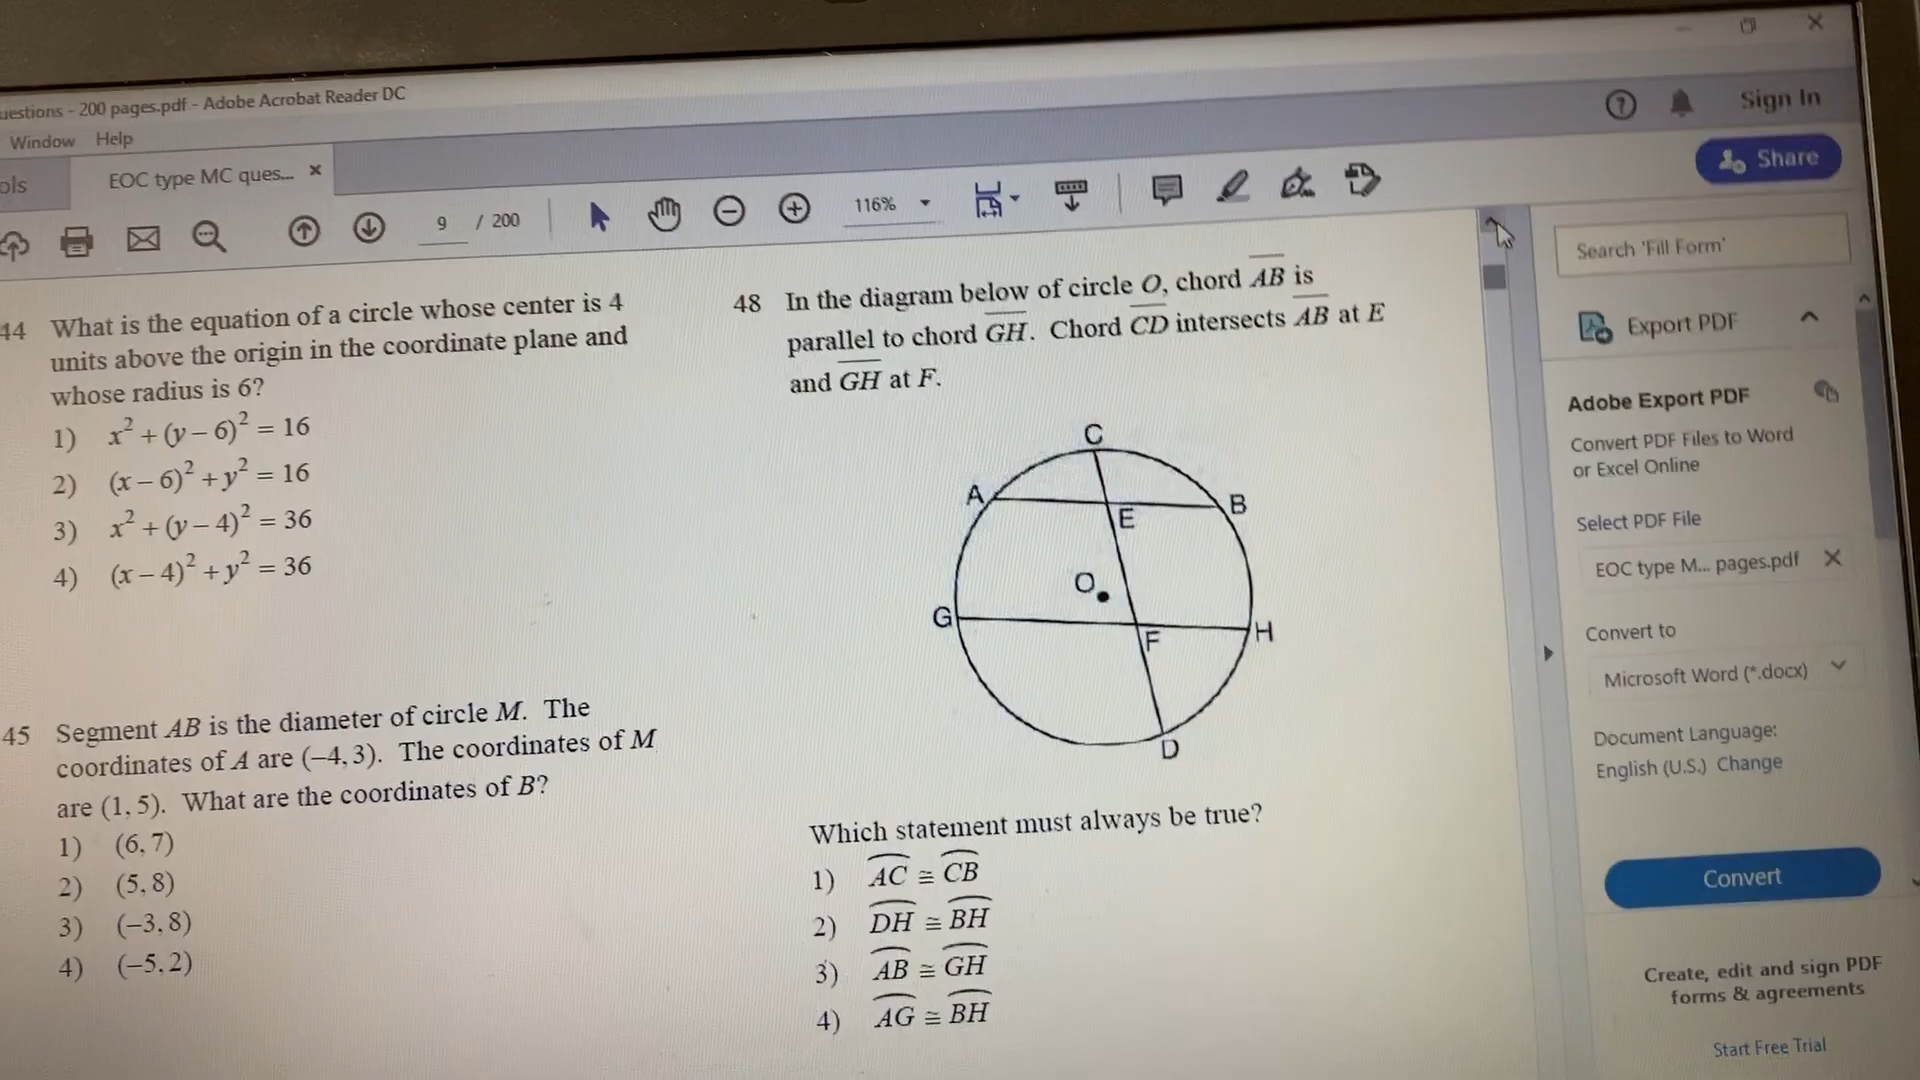 uestions - 200 pages.pdf - Adobe Acrobat Reader DC
Window Help
ols
EOC type MC ques... ×
9 / 200
116%
Sign In
Share
44 What is the equation of a circle whose center is 4
units above the origin in the coordinate plane and
whose radius is 6?
1) x² + (y – 6)² = 16
2) (x – 6)² + y² = 16
3) x² + (y – 4)² = 36
4) (x – 4)² + y² = 36
45 Segment AB is the diameter of circle M. The
coordinates of A are (–4, 3). The coordinates of M
are (1, 5). What are the coordinates of B?
1) (6, 7)
2) (5, 8)
3) (–3, 8)
4) (–5, 2)
48 In the diagram below of circle O, chord A̅B̅ is
parallel to chord G̅H̅. Chord C̅D̅ intersects A̅B̅ at E
and G̅H̅ at F.
C
A
B
E
O
G
F
H
D
Which statement must always be true?
1) AC ≅ CB
2) DH ≅ BH
3) AB ≅ GH
4) AG ≅ BH
Search 'Fill Form'
Export PDF
Adobe Export PDF
Convert PDF Files to Word
or Excel Online
Select PDF File
EOC type M... pages.pdf ×
Convert to
Microsoft Word (*.docx)
Document Language:
English (U.S.) Change
Convert
Create, edit and sign PDF
forms & agreements
Start Free Trial